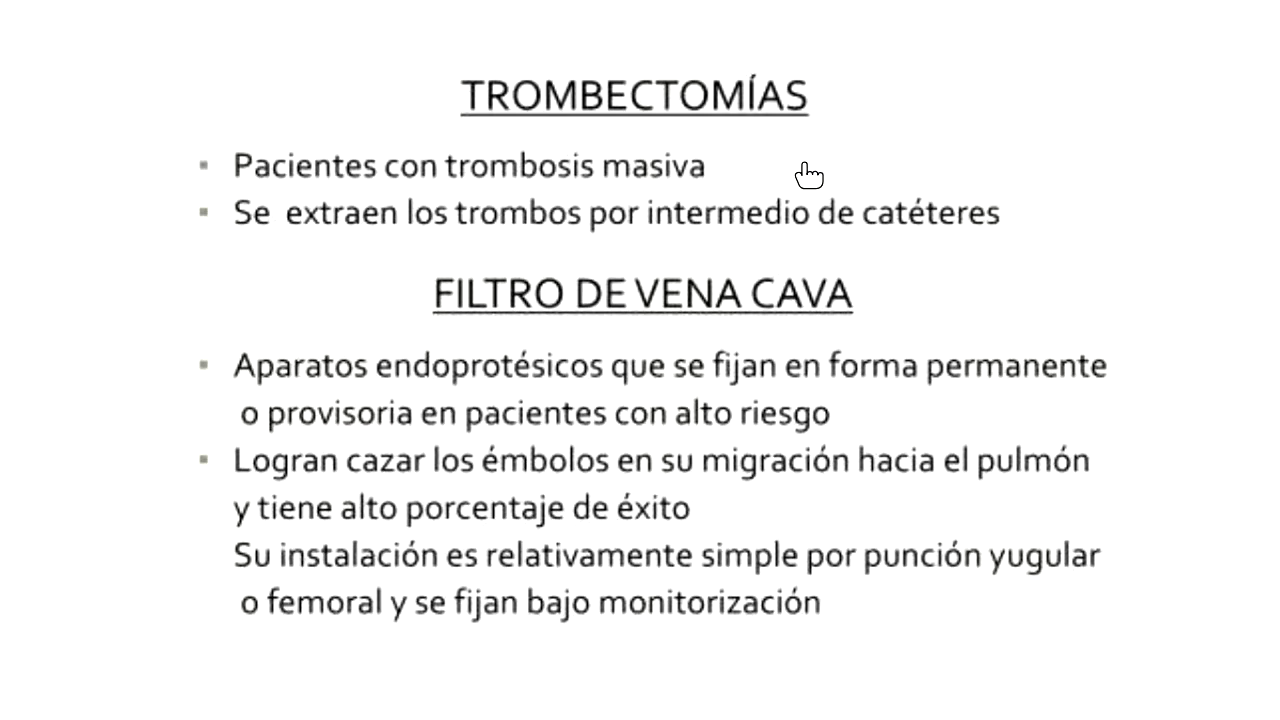 TROMBECTOMÍAS
▪ Pacientes con trombosis masiva
▪ Se extraen los trombos por intermedio de catéteres
FILTRO DE VENA CAVA
▪ Aparatos endoprotésicos que se fijan en forma permanente
o provisoria en pacientes con alto riesgo
▪ Logran cazar los émbolos en su migración hacia el pulmón
y tiene alto porcentaje de éxito
Su instalación es relativamente simple por punción yugular
o femoral y se fijan bajo monitorización